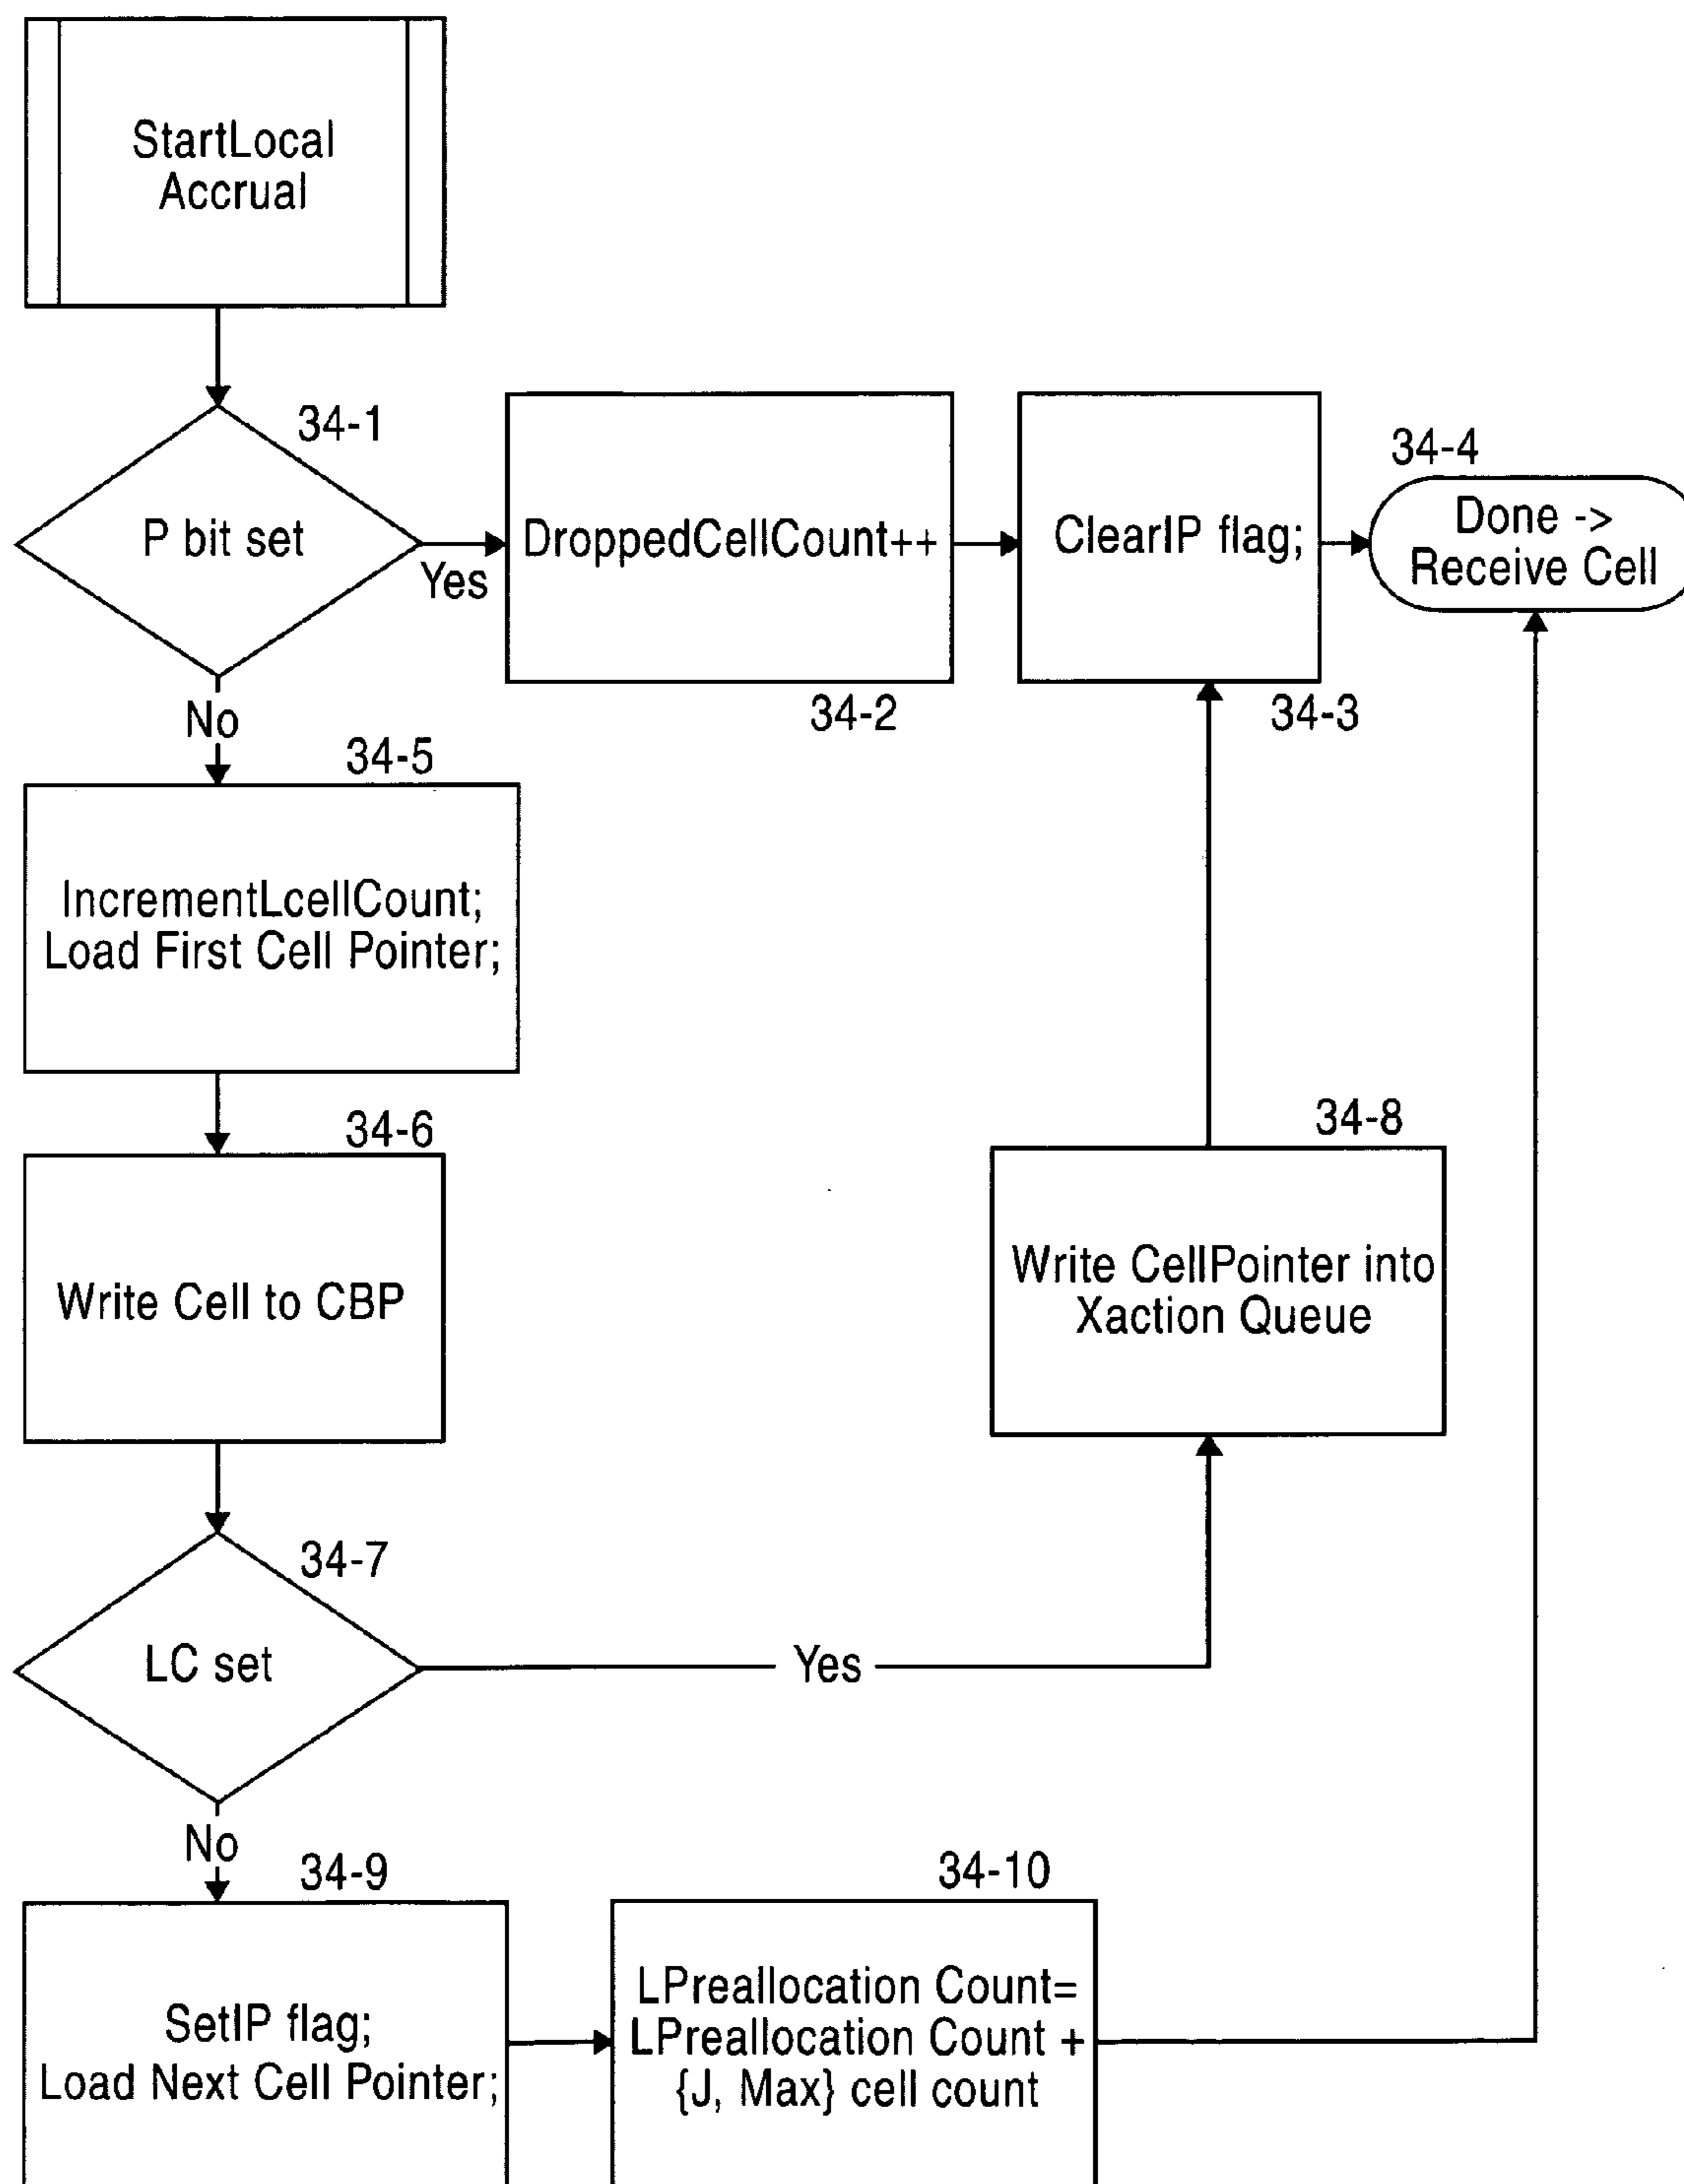 StartLocal
Accrual
34-1
P bit set
Yes
DroppedCellCount++
34-2
ClearIP flag;
34-3
34-4
Done ->
Receive Cell
No
34-5
IncrementLcellCount;
Load First Cell Pointer;
34-6
Write Cell to CBP
34-7
LC set
Yes
34-8
Write CellPointer into
Xaction Queue
No
34-9
SetIP flag;
Load Next Cell Pointer;
34-10
LPreallocation Count=
LPreallocation Count +
{J, Max} cell count